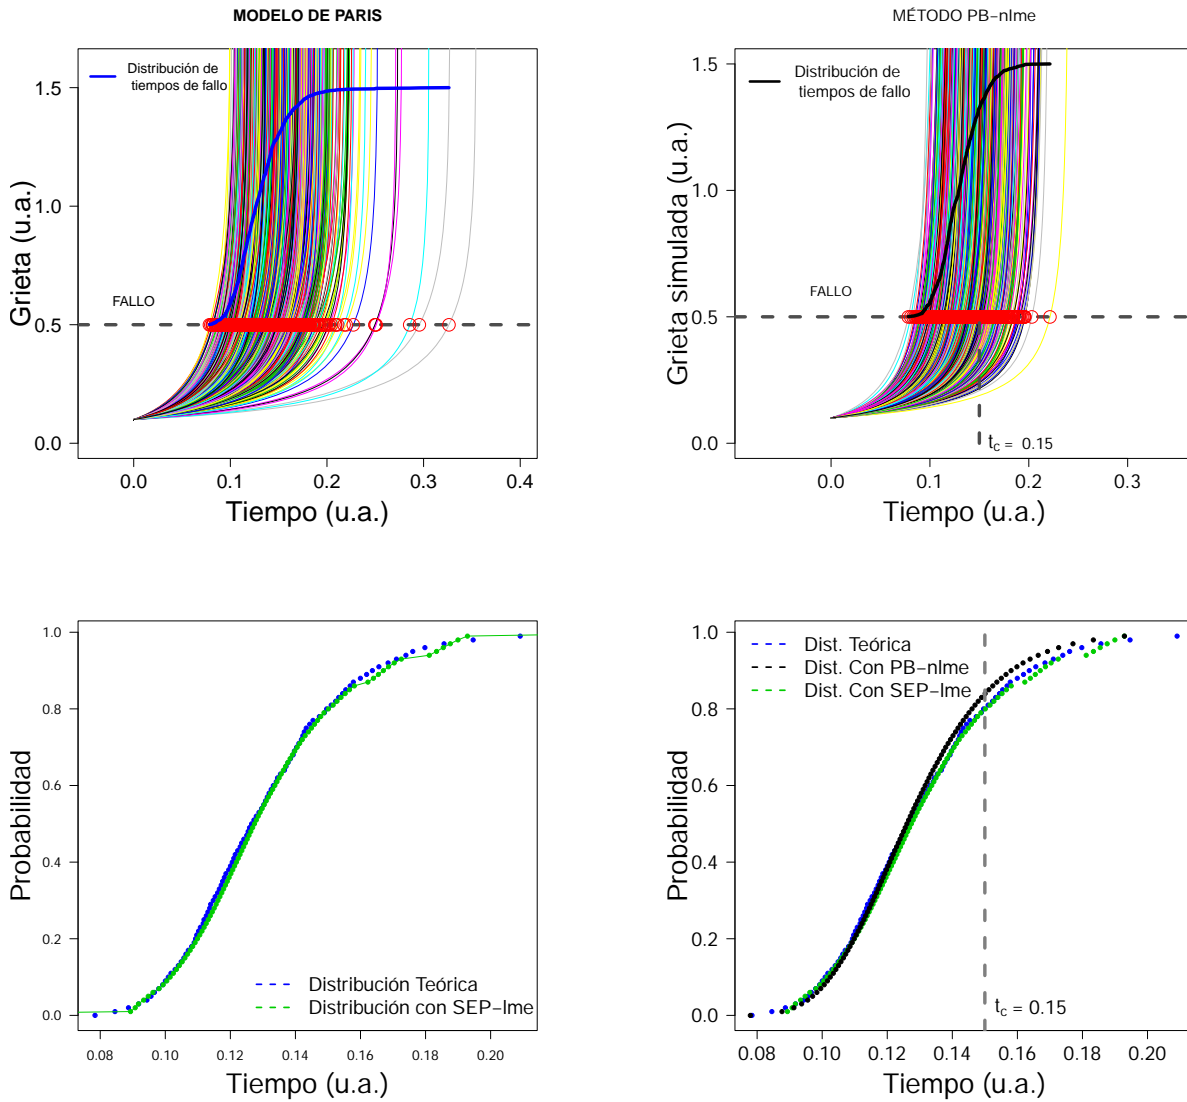 MODELO DE PARIS
Distribución de
tiempos de fallo
FALLO
Grieta (u.a.)
1.5
1.0
0.5
0.0
0.0 0.1 0.2 0.3 0.4
Tiempo (u.a.)
MÉTODO PB−nlme
Distribución de
tiempos de fallo
FALLO
Grieta simulada (u.a.)
1.5
1.0
0.5
0.0
tc = 0.15
0.0 0.1 0.2 0.3
Tiempo (u.a.)
Probabilidad
1.0
0.8
0.6
0.4
0.2
0.0
Distribución Teórica
Distribución con SEP−lme
0.08 0.10 0.12 0.14 0.16 0.18 0.20
Tiempo (u.a.)
Dist. Teórica
Dist. Con PB−nlme
Dist. Con SEP−lme
Probabilidad
1.0
0.8
0.6
0.4
0.2
0.0
tc = 0.15
0.08 0.10 0.12 0.14 0.16 0.18 0.20
Tiempo (u.a.)